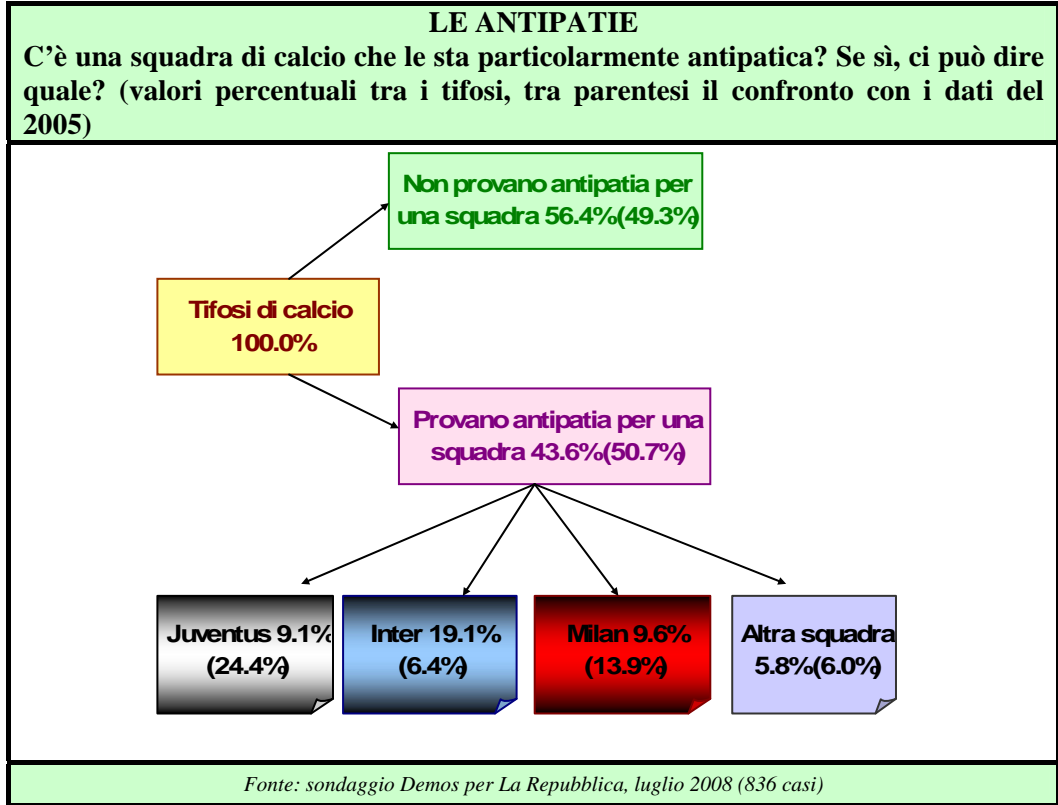 LE ANTIPATIE
C'è una squadra di calcio che le sta particolarmente antipatica? Se sì, ci può dire
quale? (valori percentuali tra i tifosi, tra parentesi il confronto con i dati del
2005)
Non provano antipatia per
una squadra 56.4%(49.3%)
Tifosi di calcio
100.0%
Provano antipatia per una
squadra 43.6%(50.7%)
Juventus 9.1%
(24.4%)
Inter 19.1%
(6.4%)
Milan 9.6%
(13.9%)
Altra squadra
5.8%(6.0%)
Fonte: sondaggio Demos per La Repubblica, luglio 2008 (836 casi)